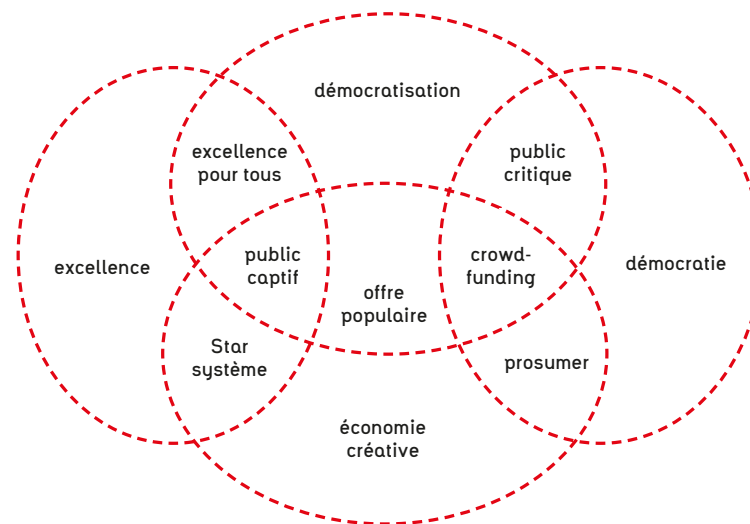 démocratisation
excellence
pour tous
public
critique
excellence
public
captif
crowd-
funding
démocratie
offre
populaire
Star
système
prosumer
économie
créative